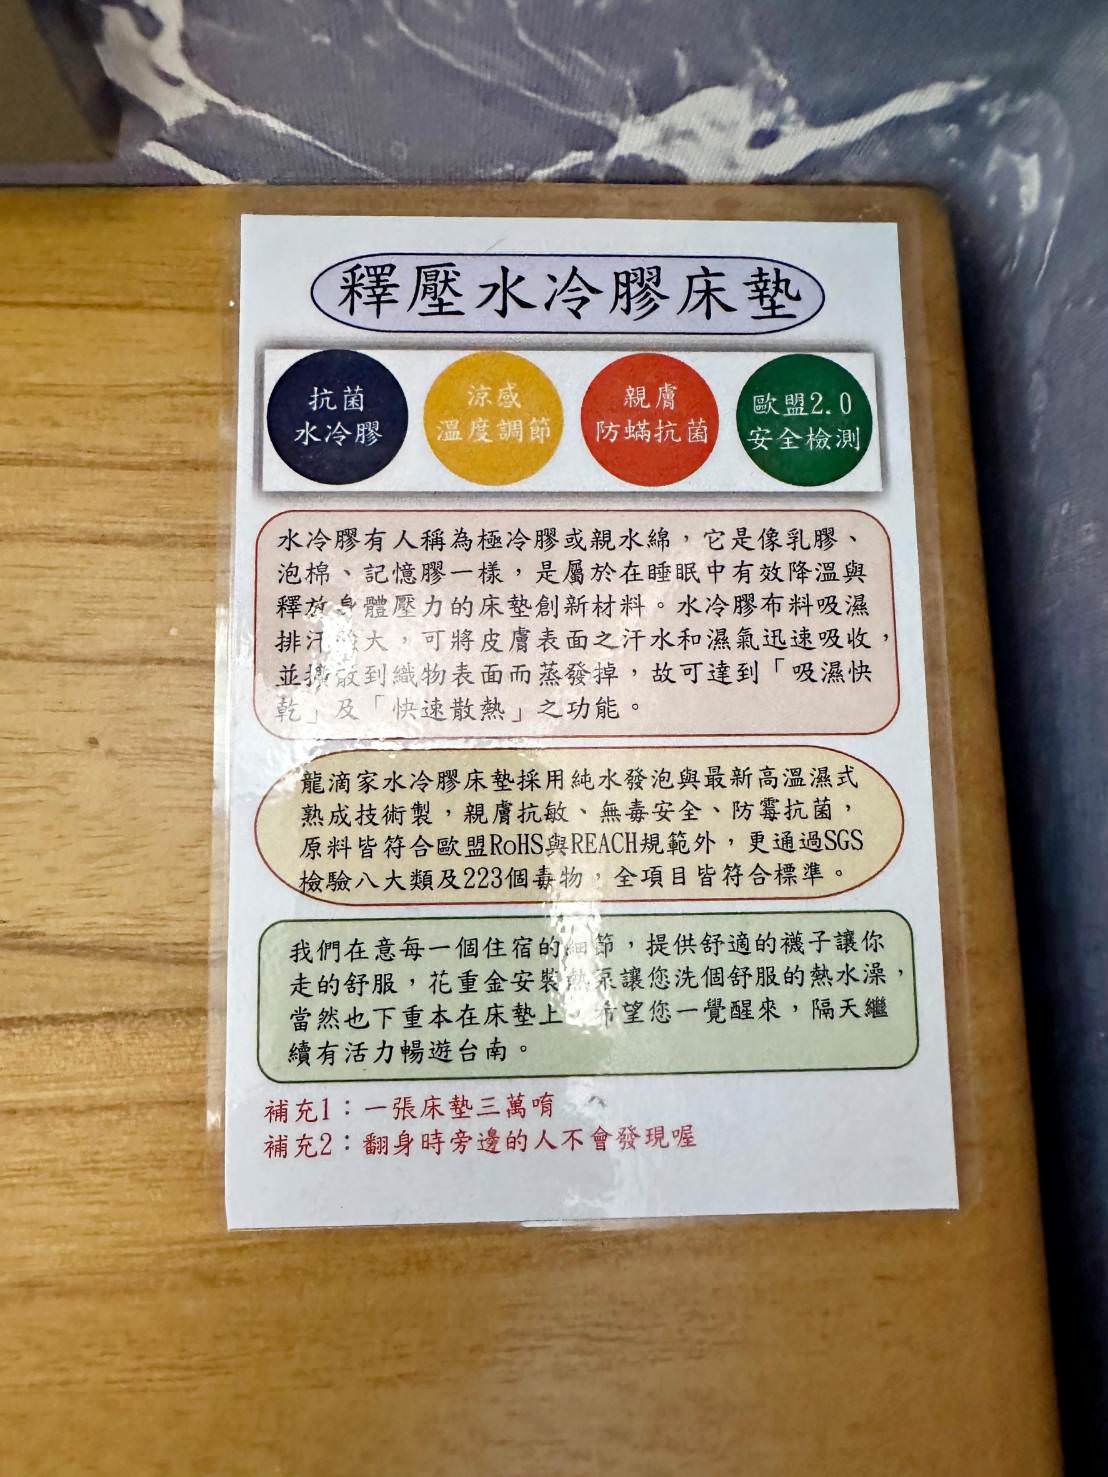 釋壓水冷膠床墊
抗菌
水冷膠
涼感
溫度調節
親膚
防蟎抗菌
歐盟2.0
安全檢測
水冷膠有人稱為極冷膠或親水綿，它是像乳膠、
泡棉、記憶膠一樣，是屬於在睡眠中有效降溫與
釋放身體壓力的床墊創新材料。水冷膠布料吸濕
排汗強大，可將皮膚表面之汗水和濕氣迅速吸收，
並擴散到織物表面而蒸發掉，故可達到「吸濕快
乾」及「快速散熱」之功能。
龍滴家水冷膠床墊採用純水發泡與最新高溫濕式
熟成技術製，親膚抗敏、無毒安全、防霉抗菌，
原料皆符合歐盟RoHS與REACH規範外，更通過SGS
檢驗八大類及223個毒物，全項目皆符合標準。
我們在意每一個住宿的細節，提供舒適的襪子讓你
走的舒服，花重金安裝熱泵讓您洗個舒服的熱水澡，
當然也下重本在床墊上，希望您一覺醒來，隔天繼
續有活力暢遊台南。
補充1：一張床墊三萬唷 ^
補充2：翻身時旁邊的人不會發現喔